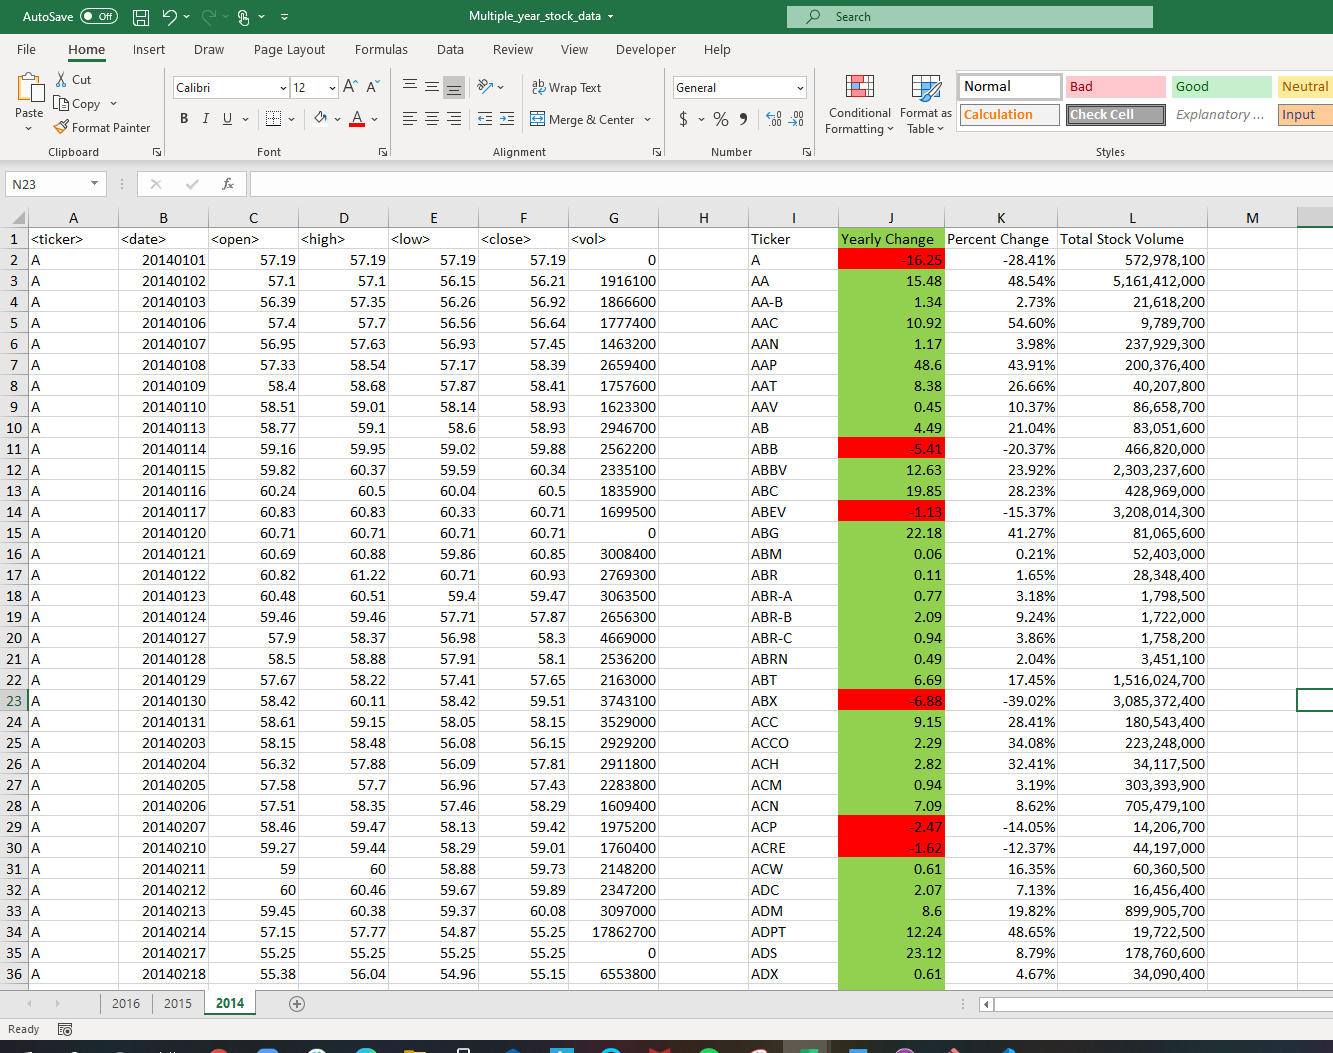 AutoSave Off Multiple_year_stock_data Search
File Home Insert Draw Page Layout Formulas Data Review View Developer Help
Paste Cut Copy Format Painter Clipboard
Calibri 12 A A B I U A Font
ab Wrap Text Merge & Center Alignment
General $ % Number
Conditional Formatting Format as Table
Normal Bad Good Neutral
Calculation Check Cell Explanatory ... Input
Styles
N23 fx
A B C D E F G H I J K L M
1 <ticker> <date> <open> <high> <low> <close> <vol> Ticker Yearly Change Percent Change Total Stock Volume
2 A 20140101 57.19 57.19 57.19 57.19 0 A -16.25 -28.41% 572,978,100
3 A 20140102 57.1 57.1 56.15 56.21 1916100 AA 15.48 48.54% 5,161,412,000
4 A 20140103 56.39 57.35 56.26 56.92 1866600 AA-B 1.34 2.73% 21,618,200
5 A 20140106 57.4 57.7 56.56 56.64 1777400 AAC 10.92 54.60% 9,789,700
6 A 20140107 56.95 57.63 56.93 57.45 1463200 AAN 1.17 3.98% 237,929,300
7 A 20140108 57.33 58.54 57.17 58.39 2659400 AAP 48.6 43.91% 200,376,400
8 A 20140109 58.4 58.68 57.87 58.41 1757600 AAT 8.38 26.66% 40,207,800
9 A 20140110 58.51 59.01 58.14 58.93 1623300 AAV 0.45 10.37% 86,658,700
10 A 20140113 58.77 59.1 58.6 58.93 2946700 AB 4.49 21.04% 83,051,600
11 A 20140114 59.16 59.95 59.02 59.88 2562200 ABB -5.41 -20.37% 466,820,000
12 A 20140115 59.82 60.37 59.59 60.34 2335100 ABBV 12.63 23.92% 2,303,237,600
13 A 20140116 60.24 60.5 60.04 60.5 1835900 ABC 19.85 28.23% 428,969,000
14 A 20140117 60.83 60.83 60.33 60.71 1699500 ABEV -1.13 -15.37% 3,208,014,300
15 A 20140120 60.71 60.71 60.71 60.71 0 ABG 22.18 41.27% 81,065,600
16 A 20140121 60.69 60.88 59.86 60.85 3008400 ABM 0.06 0.21% 52,403,000
17 A 20140122 60.82 61.22 60.71 60.93 2769300 ABR 0.11 1.65% 28,348,400
18 A 20140123 60.48 60.51 59.4 59.47 3063500 ABR-A 0.77 3.18% 1,798,500
19 A 20140124 59.46 59.46 57.71 57.87 2656300 ABR-B 2.09 9.24% 1,722,000
20 A 20140127 57.9 58.37 56.98 58.3 4669000 ABR-C 0.94 3.86% 1,758,200
21 A 20140128 58.5 58.88 57.91 58.1 2536200 ABRN 0.49 2.04% 3,451,100
22 A 20140129 57.67 58.22 57.41 57.65 2163000 ABT 6.69 17.45% 1,516,024,700
23 A 20140130 58.42 60.11 58.42 59.51 3743100 ABX -6.88 -39.02% 3,085,372,400
24 A 20140131 58.61 59.15 58.05 58.15 3529000 ACC 9.15 28.41% 180,543,400
25 A 20140203 58.15 58.48 56.08 56.15 2929200 ACCO 2.29 34.08% 223,248,000
26 A 20140204 56.32 57.88 56.09 57.81 2911800 ACH 2.82 32.41% 34,117,500
27 A 20140205 57.58 57.7 56.96 57.43 2283800 ACM 0.94 3.19% 303,393,900
28 A 20140206 57.51 58.35 57.46 58.29 1609400 ACN 7.09 8.62% 705,479,100
29 A 20140207 58.46 59.47 58.13 59.42 1975200 ACP -2.47 -14.05% 14,206,700
30 A 20140210 59.27 59.44 58.29 59.01 1760400 ACRE -1.62 -12.37% 44,197,000
31 A 20140211 59 60 58.88 59.73 2148200 ACW 0.61 16.35% 60,360,500
32 A 20140212 60 60.46 59.67 59.89 2347200 ADC 2.07 7.13% 16,456,400
33 A 20140213 59.45 60.38 59.37 60.08 3097000 ADM 8.6 19.82% 899,905,700
34 A 20140214 57.15 57.77 54.87 55.25 17862700 ADPT 12.24 48.65% 19,722,500
35 A 20140217 55.25 55.25 55.25 55.25 0 ADS 23.12 8.79% 178,760,600
36 A 20140218 55.38 56.04 54.96 55.15 6553800 ADX 0.61 4.67% 34,090,400
2016 2015 2014
Ready